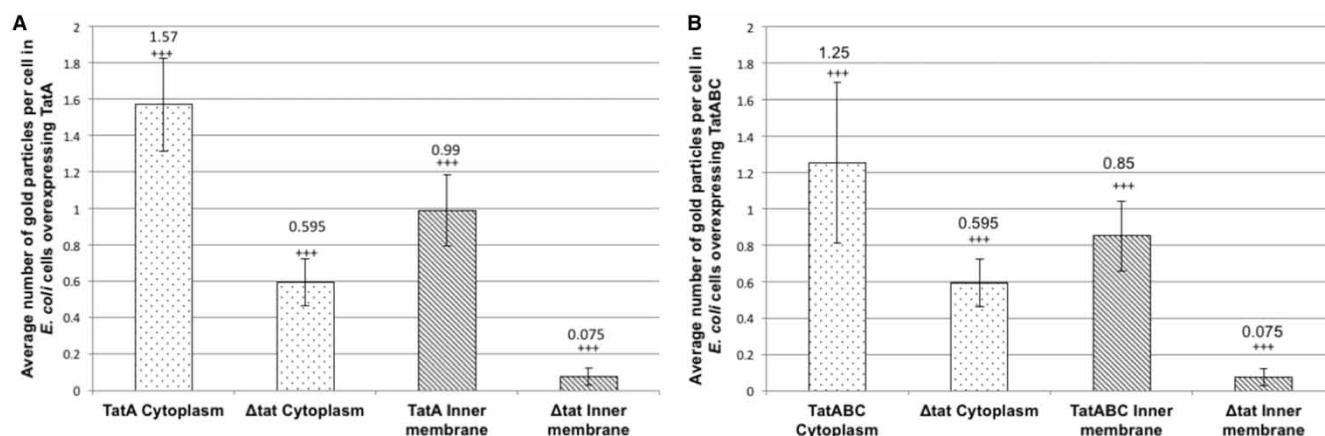 A
Average number of gold particles per cell in
E. coli cells overexpressing TatA
2
1.8
1.6
1.4
1.2
1
0.8
0.6
0.4
0.2
0
1.57
+++
0.595
+++
0.99
+++
0.075
+++
TatA Cytoplasm
Δtat Cytoplasm
TatA Inner
membrane
Δtat Inner
membrane
B
Average number of gold particles per cell in
E. coli cells overexpressing TatABC
2
1.8
1.6
1.4
1.2
1
0.8
0.6
0.4
0.2
0
1.25
+++
0.595
+++
0.85
+++
0.075
+++
TatABC
Cytoplasm
Δtat Cytoplasm
TatABC Inner
membrane
Δtat Inner
membrane